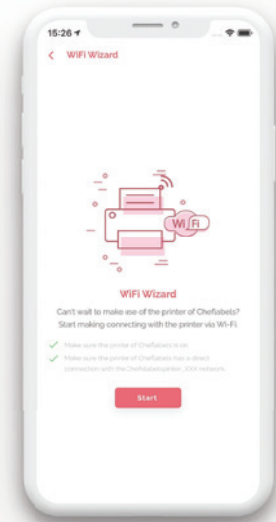 15:26
WiFi Wizard
Wi Fi
WiFi Wizard
Can't wait to make use of the printer of Cheflabels?
Start making connecting with the printer via Wi-Fi
Make sure the printer of Cheflabels is on.
Make sure the printer of Cheflabels has a direct
connection with the network.
Start